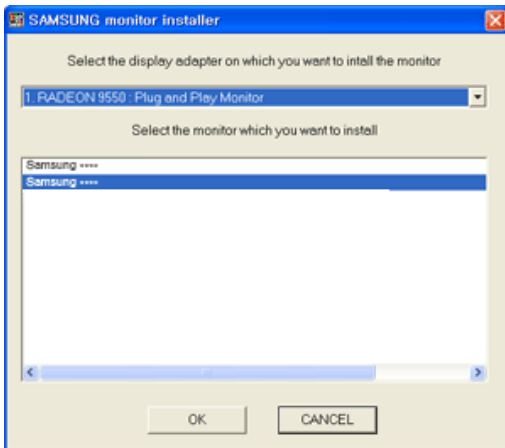 SAMSUNG monitor installer
Select the display adapter on which you want to intall the monitor
1. RADEON 9550 : Plug and Play Monitor
Select the monitor which you want to install
Samsung ****
Samsung ****
OK
CANCEL